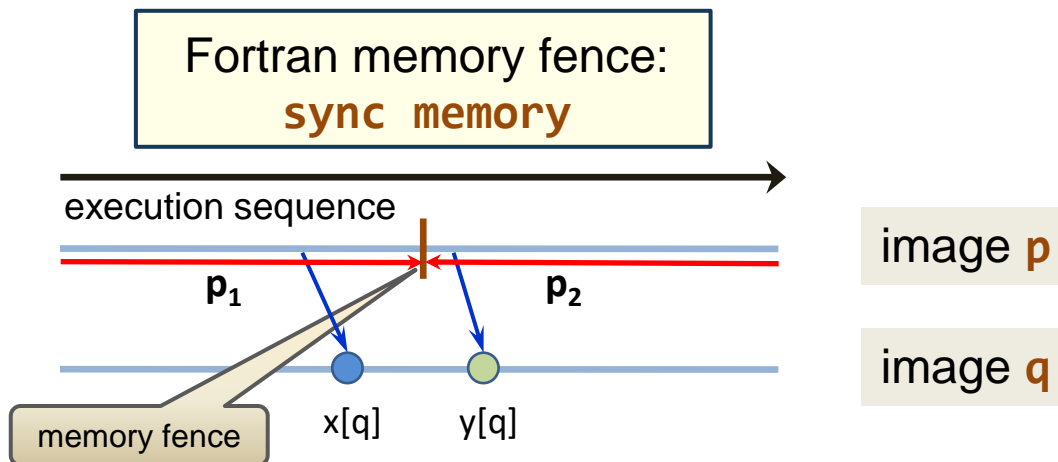 Fortran memory fence:
sync memory
execution sequence
image p
p₁
p₂
image q
x[q]
y[q]
memory fence